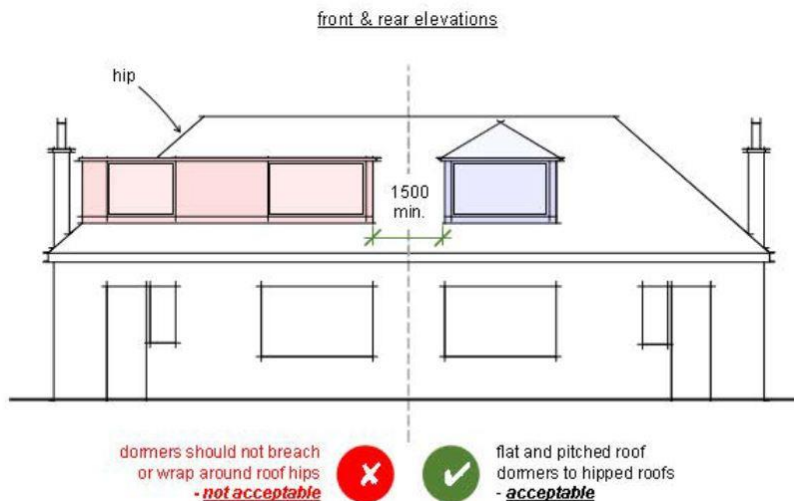 front & rear elevations
hip
1500
min.
dormers should not breach
or wrap around roof hips
- not acceptable
flat and pitched roof
dormers to hipped roofs
- acceptable